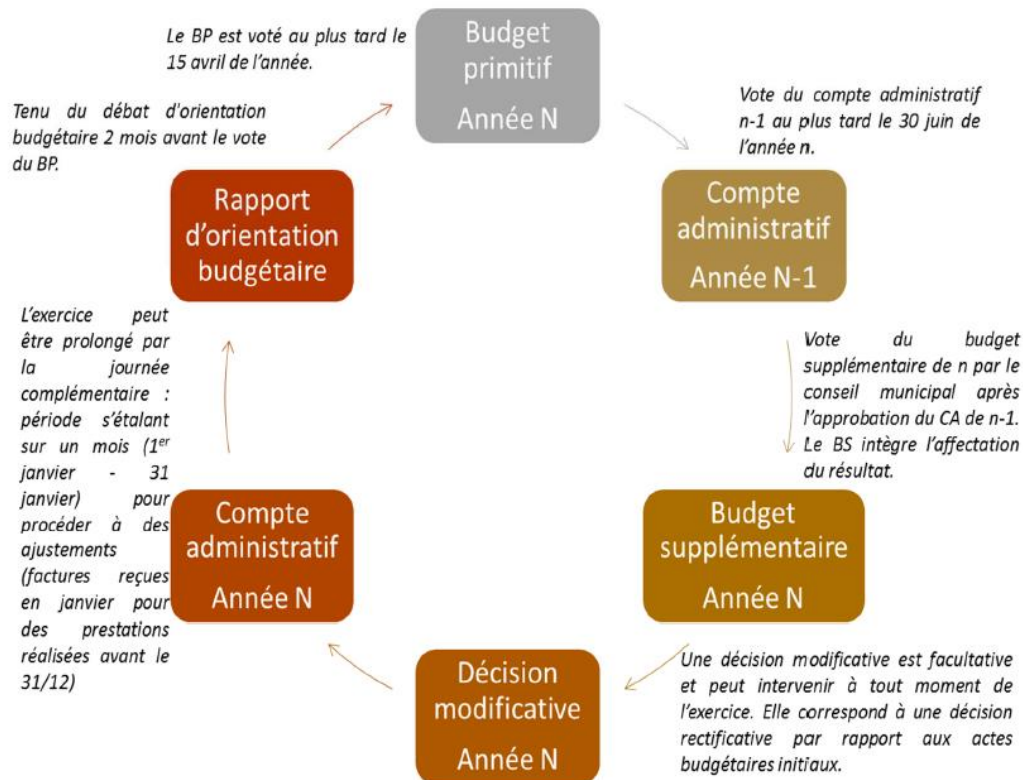 Le BP est voté au plus tard le
15 avril de l'année.
Budget
primitif
Année N
Tenu du débat d'orientation
budgétaire 2 mois avant le vote
du BP.
Vote du compte administratif
n-1 au plus tard le 30 juin de
l'année n.
Rapport
d'orientation
budgétaire
Compte
administratif
Année N-1
L'exercice peut
être prolongé par
la journée
complémentaire :
période s'étalant
sur un mois (1er
janvier - 31
janvier) pour
procéder à des
ajustements
(factures reçues
en janvier pour
des prestations
réalisées avant le
31/12)
Vote du budget
supplémentaire de n par le
conseil municipal après
l'approbation du CA de n-1.
Le BS intègre l'affectation
du résultat.
Compte
administratif
Année N
Budget
supplémentaire
Année N
Décision
modificative
Année N
Une décision modificative est facultative
et peut intervenir à tout moment de
l'exercice. Elle correspond à une décision
rectificative par rapport aux actes
budgétaires initiaux.